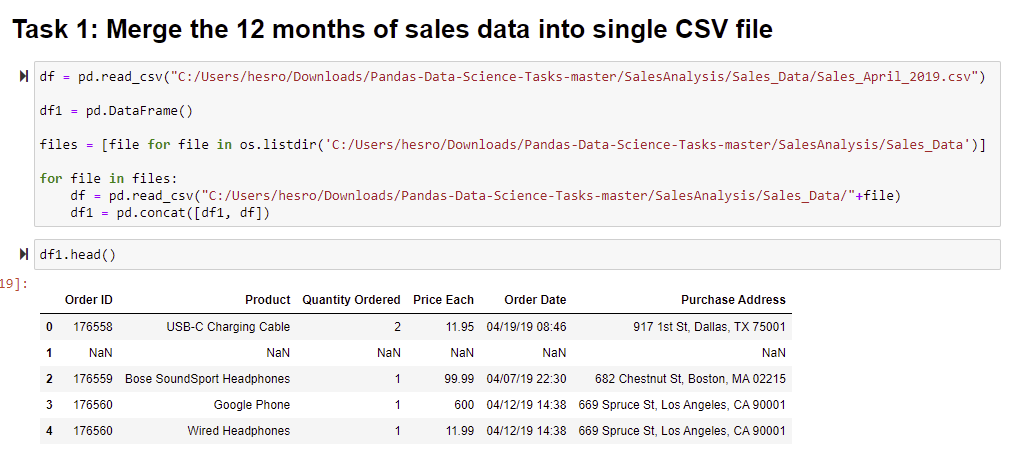 Task 1: Merge the 12 months of sales data into single CSV file
df = pd.read_csv("C:/Users/hesro/Downloads/Pandas-Data-Science-Tasks-master/SalesAnalysis/Sales_Data/Sales_April_2019.csv")
df1 = pd.DataFrame()
files = [file for file in os.listdir('C:/Users/hesro/Downloads/Pandas-Data-Science-Tasks-master/SalesAnalysis/Sales_Data')]
for file in files:
    df = pd.read_csv("C:/Users/hesro/Downloads/Pandas-Data-Science-Tasks-master/SalesAnalysis/Sales_Data/"+file)
    df1 = pd.concat([df1, df])
df1.head()
19]:
Order ID Product Quantity Ordered Price Each Order Date Purchase Address
0 176558 USB-C Charging Cable 2 11.95 04/19/19 08:46 917 1st St, Dallas, TX 75001
1 NaN NaN NaN NaN NaN NaN
2 176559 Bose SoundSport Headphones 1 99.99 04/07/19 22:30 682 Chestnut St, Boston, MA 02215
3 176560 Google Phone 1 600 04/12/19 14:38 669 Spruce St, Los Angeles, CA 90001
4 176560 Wired Headphones 1 11.99 04/12/19 14:38 669 Spruce St, Los Angeles, CA 90001